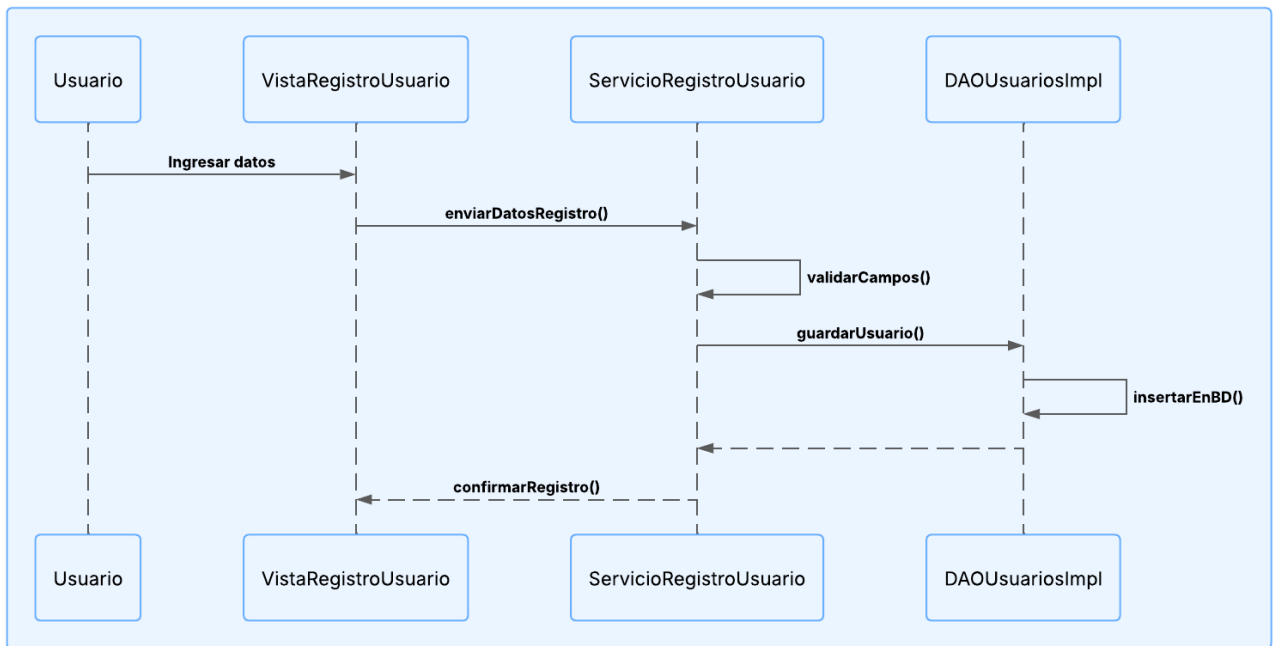 Usuario
VistaRegistroUsuario
ServicioRegistroUsuario
DAOUsuariosImpl
Ingresar datos
enviarDatosRegistro()
validarCampos()
guardarUsuario()
insertarEnBD()
confirmarRegistro()
Usuario
VistaRegistroUsuario
ServicioRegistroUsuario
DAOUsuariosImpl